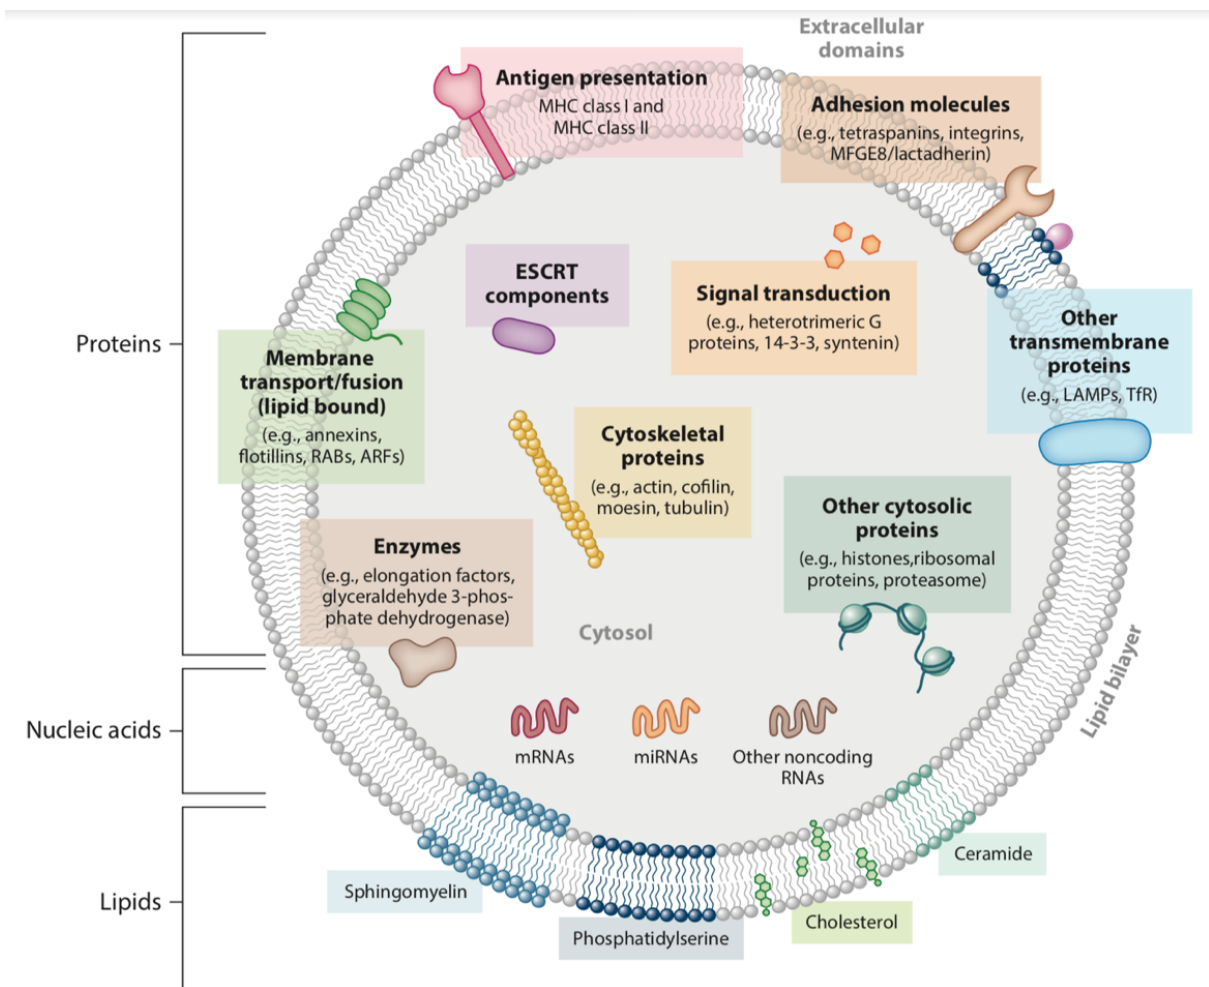 Extracellular
domains
Antigen presentation
MHC class I and
MHC class II
Adhesion molecules
(e.g., tetraspanins, integrins,
MFGE8/lactadherin)
ESCRT
components
Signal transduction
(e.g., heterotrimeric G
proteins, 14-3-3, syntenin)
Other
transmembrane
proteins
(e.g., LAMPs, TfR)
Proteins
Membrane
transport/fusion
(lipid bound)
(e.g., annexins,
flotillins, RABs, ARFs)
Cytoskeletal
proteins
(e.g., actin, cofilin,
moesin, tubulin)
Other cytosolic
proteins
(e.g., histones,ribosomal
proteins, proteasome)
Enzymes
(e.g., elongation factors,
glyceraldehyde 3-phos-
phate dehydrogenase)
Cytosol
Lipid bilayer
Nucleic acids
mRNAs
miRNAs
Other noncoding
RNAs
Lipids
Sphingomyelin
Phosphatidylserine
Cholesterol
Ceramide